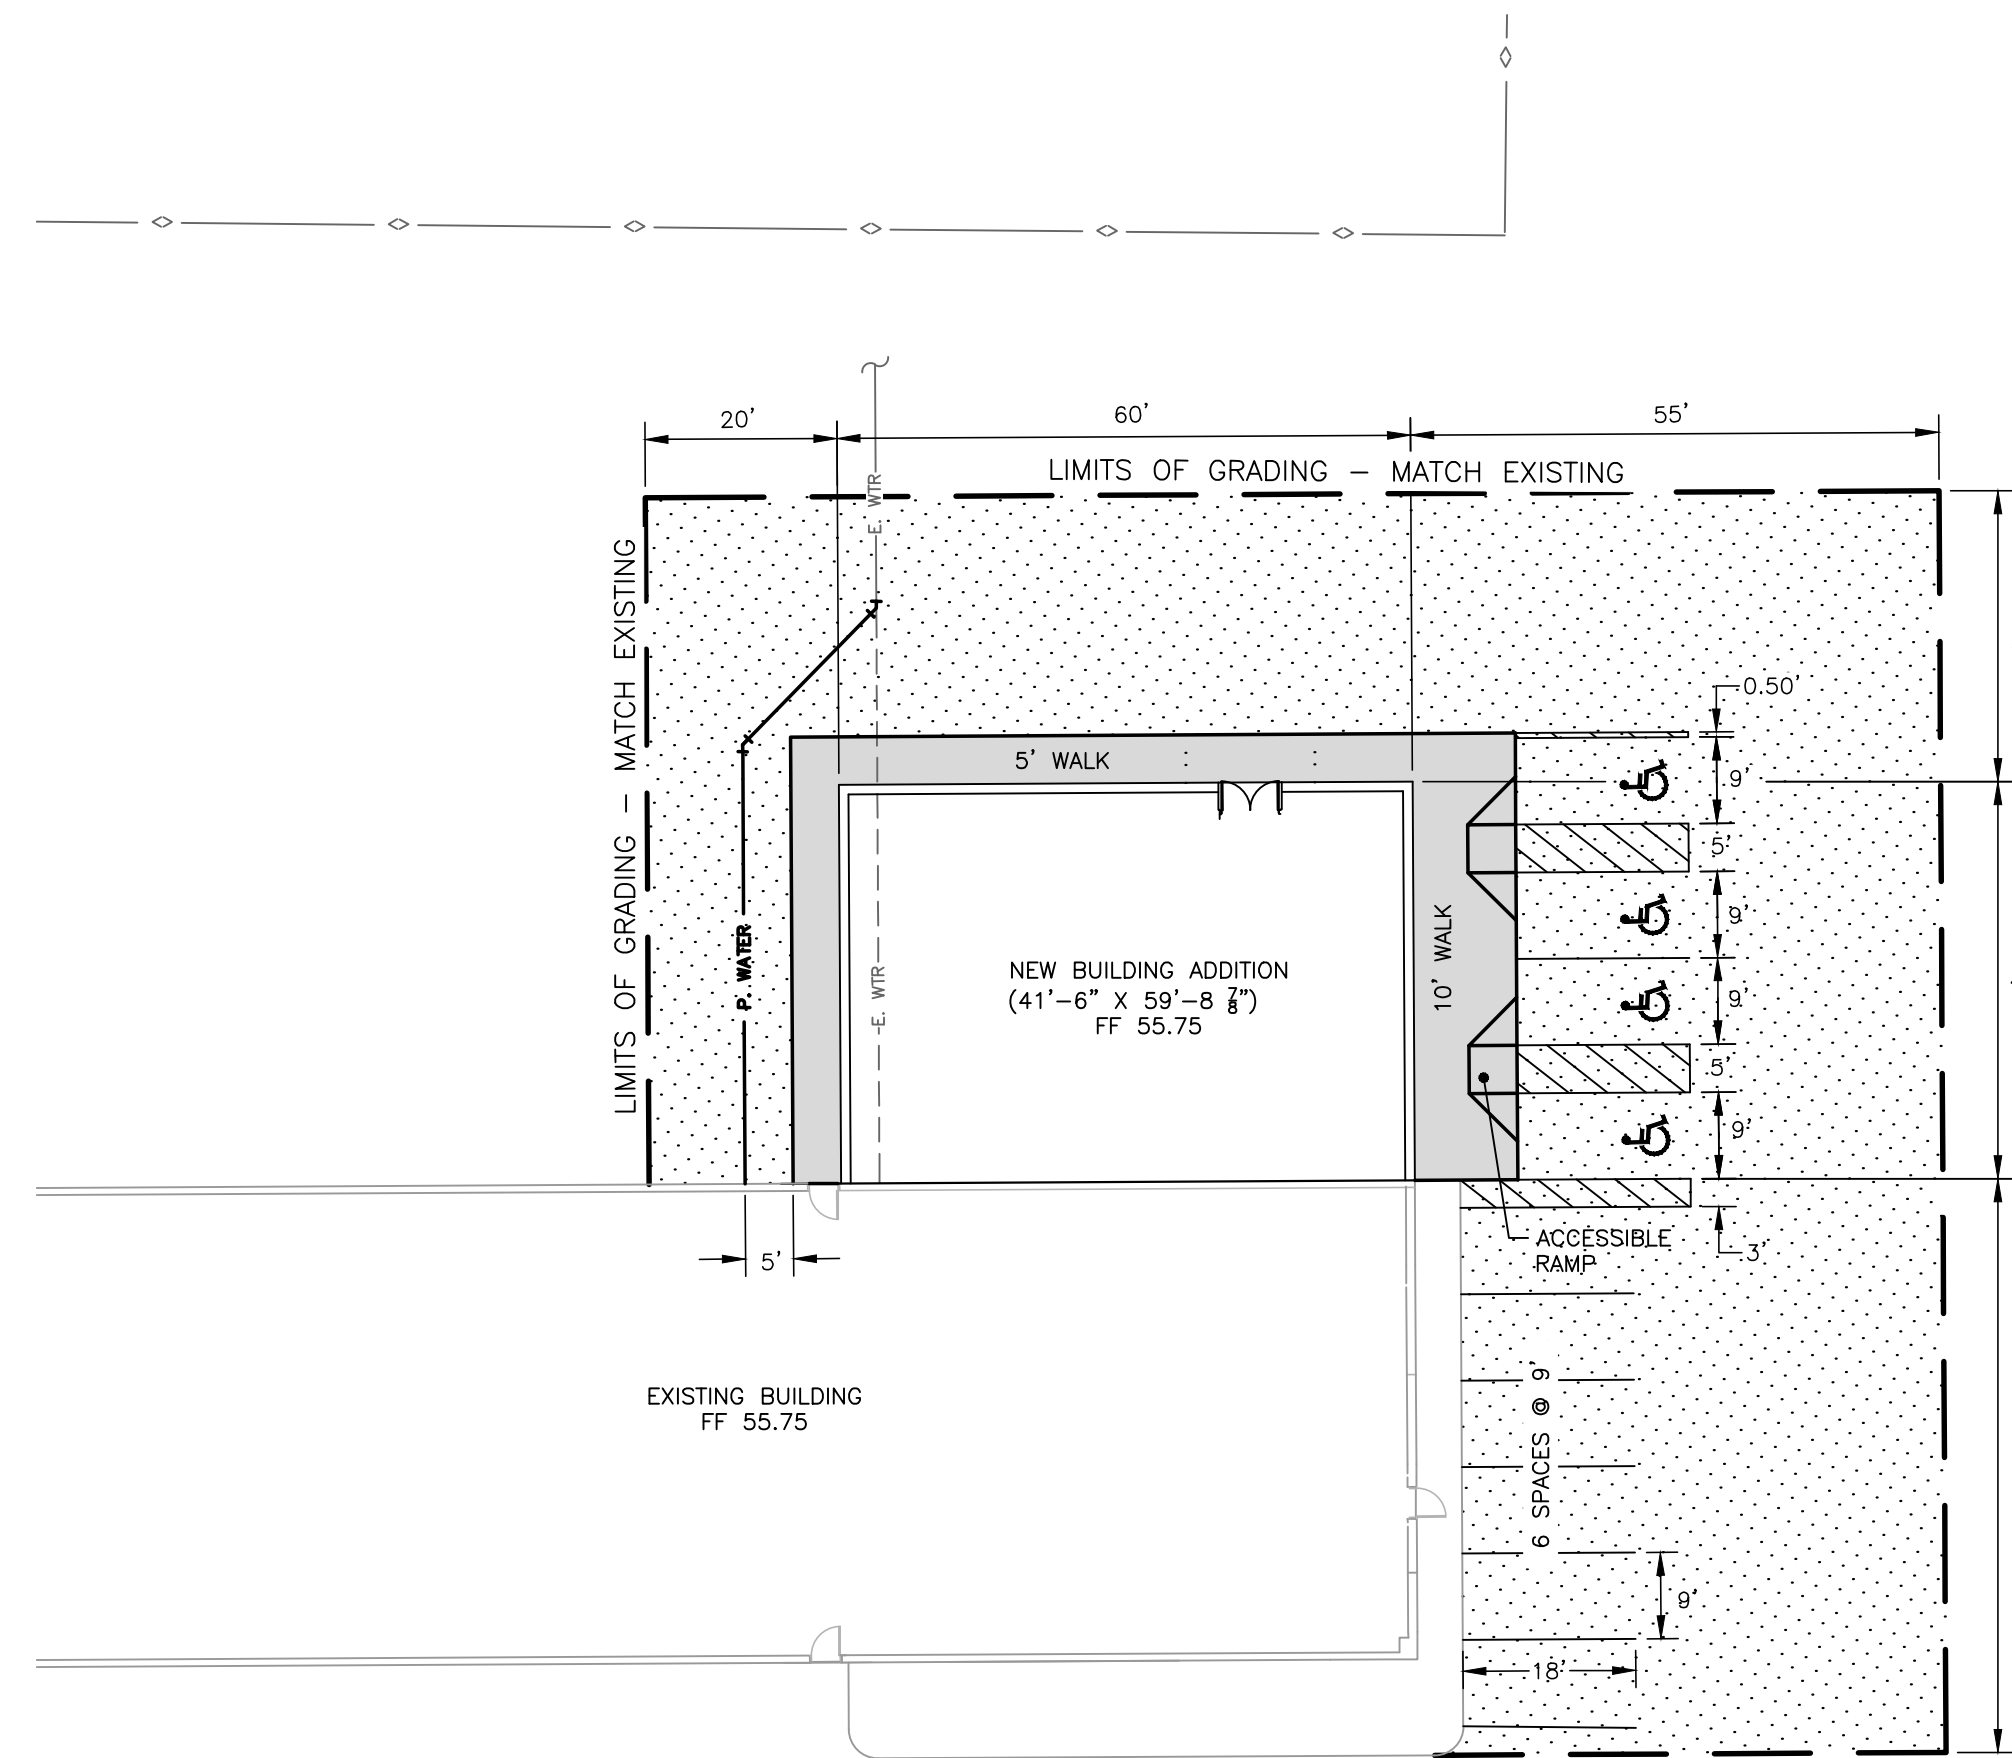 20'
60'
55'
LIMITS OF GRADING – MATCH EXISTING
LIMITS OF GRADING – MATCH EXISTING
E. WTR
0.50'
5' WALK
9'
5'
9'
10' WALK
P. WATER
E. WTR
NEW BUILDING ADDITION
(41'-6" X 59'-8 7/8")
FF 55.75
9'
5'
9'
ACCESSIBLE
RAMP
3'
5'
EXISTING BUILDING
FF 55.75
6 SPACES @ 9'
9'
18'